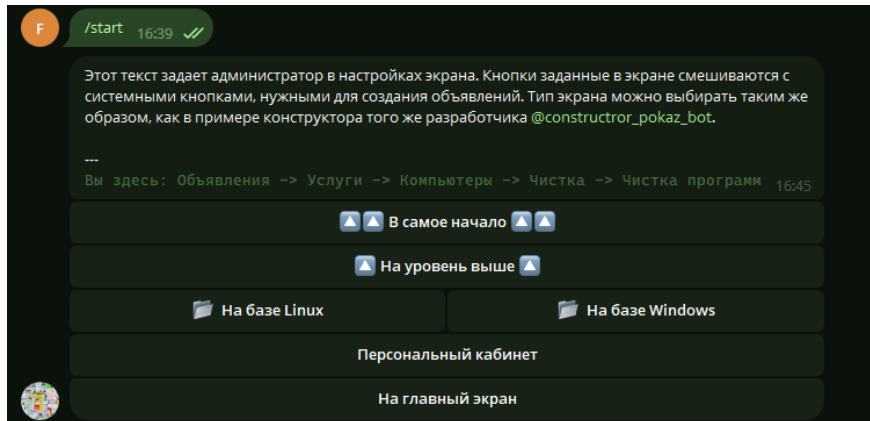 F
/start 16:39
Этот текст задает администратор в настройках экрана. Кнопки заданные в экране смешиваются с
системными кнопками, нужными для создания объявлений. Тип экрана можно выбирать таким же
образом, как в примере конструктора того же разработчика @constructror_pokaz_bot.
---
Вы здесь: Объявления –> Услуги –> Компьютеры –> Чистка –> Чистка программ 16:45
В самое начало
На уровень выше
На базе Linux
На базе Windows
Персональный кабинет
На главный экран